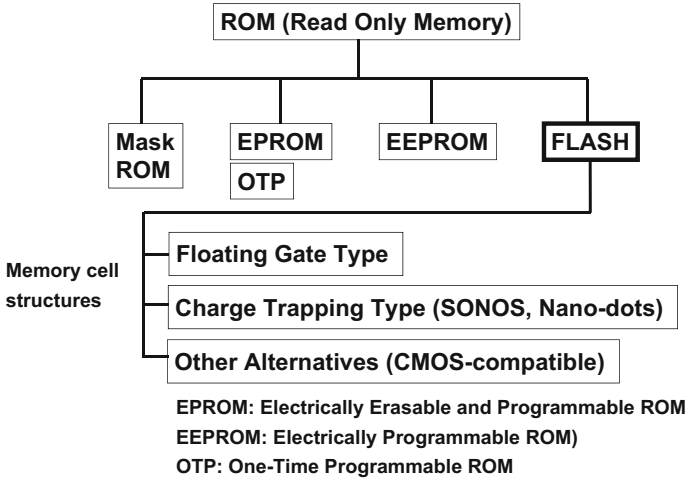 ROM (Read Only Memory)
Mask
ROM
EPROM
OTP
EEPROM
FLASH
Memory cell
structures
Floating Gate Type
Charge Trapping Type (SONOS, Nano-dots)
Other Alternatives (CMOS-compatible)
EPROM: Electrically Erasable and Programmable ROM
EEPROM: Electrically Programmable ROM)
OTP: One-Time Programmable ROM